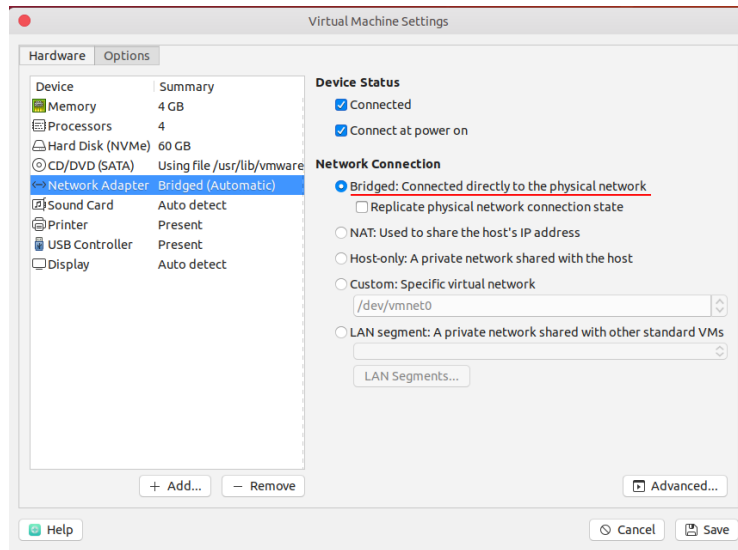 Virtual Machine Settings
Hardware Options
Device Summary
Memory 4 GB
Processors 4
Hard Disk (NVMe) 60 GB
CD/DVD (SATA) Using file /usr/lib/vmware
Network Adapter Bridged (Automatic)
Sound Card Auto detect
Printer Present
USB Controller Present
Display Auto detect
+ Add...
− Remove
Device Status
Connected
Connect at power on
Network Connection
Bridged: Connected directly to the physical network
Replicate physical network connection state
NAT: Used to share the host's IP address
Host-only: A private network shared with the host
Custom: Specific virtual network
/dev/vmnet0
LAN segment: A private network shared with other standard VMs
LAN Segments...
Advanced...
Help
Cancel
Save